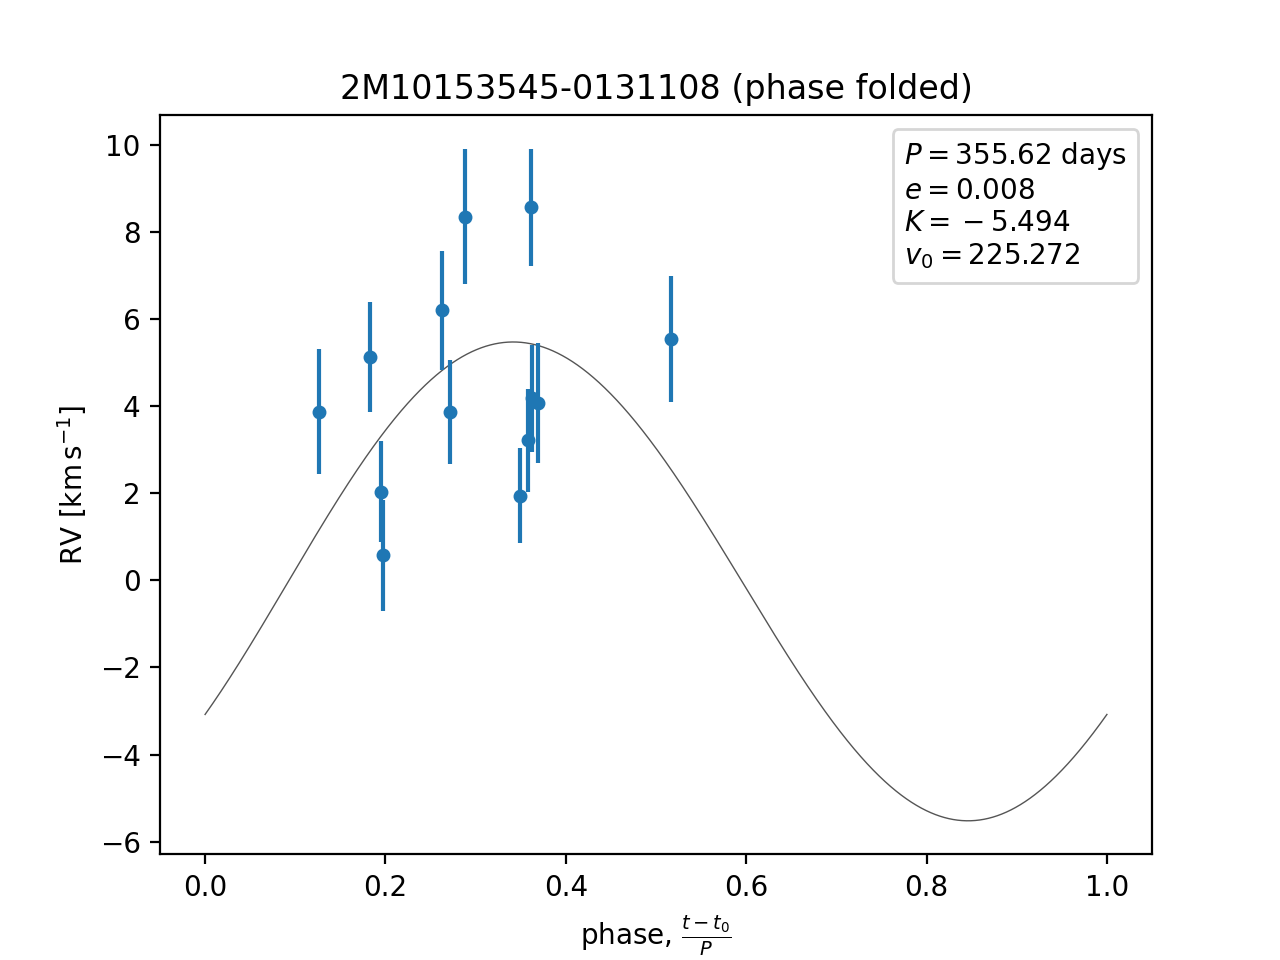 2M10153545-0131108 (phase folded)
P = 355.62 days
e = 0.008
K = −5.494
v₀ = 225.272
RV [km s⁻¹]
10
8
6
4
2
0
−2
−4
−6
0.0 0.2 0.4 0.6 0.8 1.0
phase, (t − t₀)/P